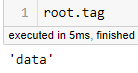 1 root.tag
executed in 5ms, finished
'data'